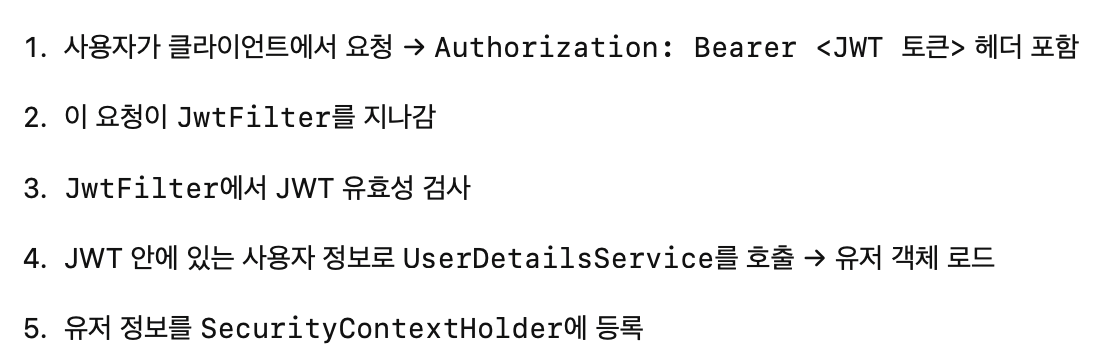 1. 사용자가 클라이언트에서 요청 → Authorization: Bearer <JWT 토큰> 헤더 포함
2. 이 요청이 JwtFilter를 지나감
3. JwtFilter에서 JWT 유효성 검사
4. JWT 안에 있는 사용자 정보로 UserDetailsService를 호출 → 유저 객체 로드
5. 유저 정보를 SecurityContextHolder에 등록